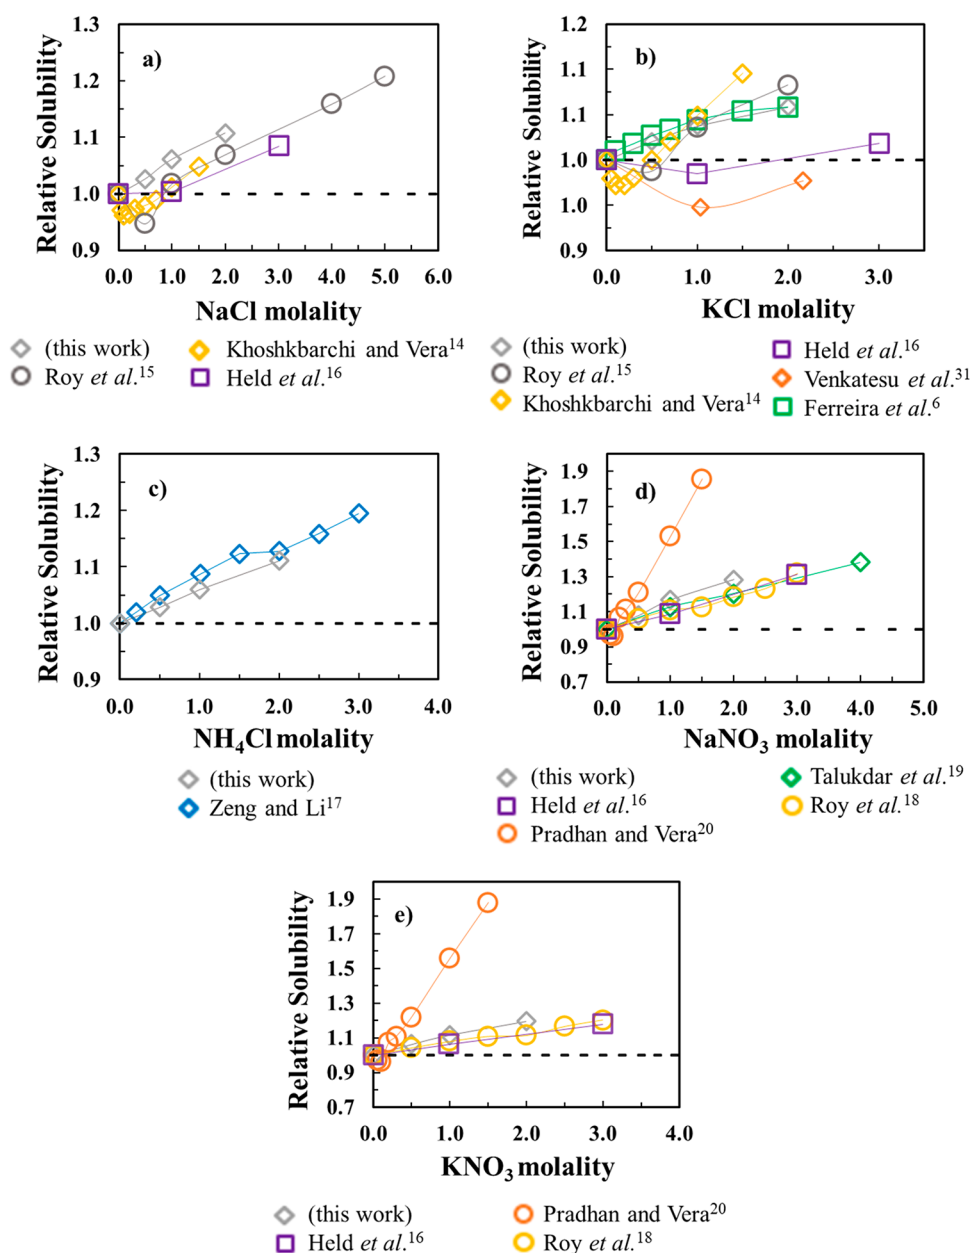 a)
Relative Solubility
1.3
1.2
1.1
1.0
0.9
0.0 1.0 2.0 3.0 4.0 5.0 6.0
NaCl molality
(this work)
Khoshkbarchi and Vera14
Roy et al.15
Held et al.16
b)
Relative Solubility
1.2
1.1
1.1
1.0
1.0
0.9
0.0 1.0 2.0 3.0
KCl molality
(this work)
Held et al.16
Roy et al.15
Venkatesu et al.31
Khoshkbarchi and Vera14
Ferreira et al.6
c)
Relative Solubility
1.3
1.2
1.1
1.0
0.9
0.0 1.0 2.0 3.0 4.0
NH4Cl molality
(this work)
Zeng and Li17
d)
Relative Solubility
1.9
1.7
1.5
1.3
1.1
0.9
0.7
0.0 1.0 2.0 3.0 4.0 5.0
NaNO3 molality
(this work)
Talukdar et al.19
Held et al.16
Roy et al.18
Pradhan and Vera20
e)
Relative Solubility
1.9
1.7
1.5
1.3
1.1
0.9
0.7
0.0 1.0 2.0 3.0 4.0
KNO3 molality
(this work)
Pradhan and Vera20
Held et al.16
Roy et al.18